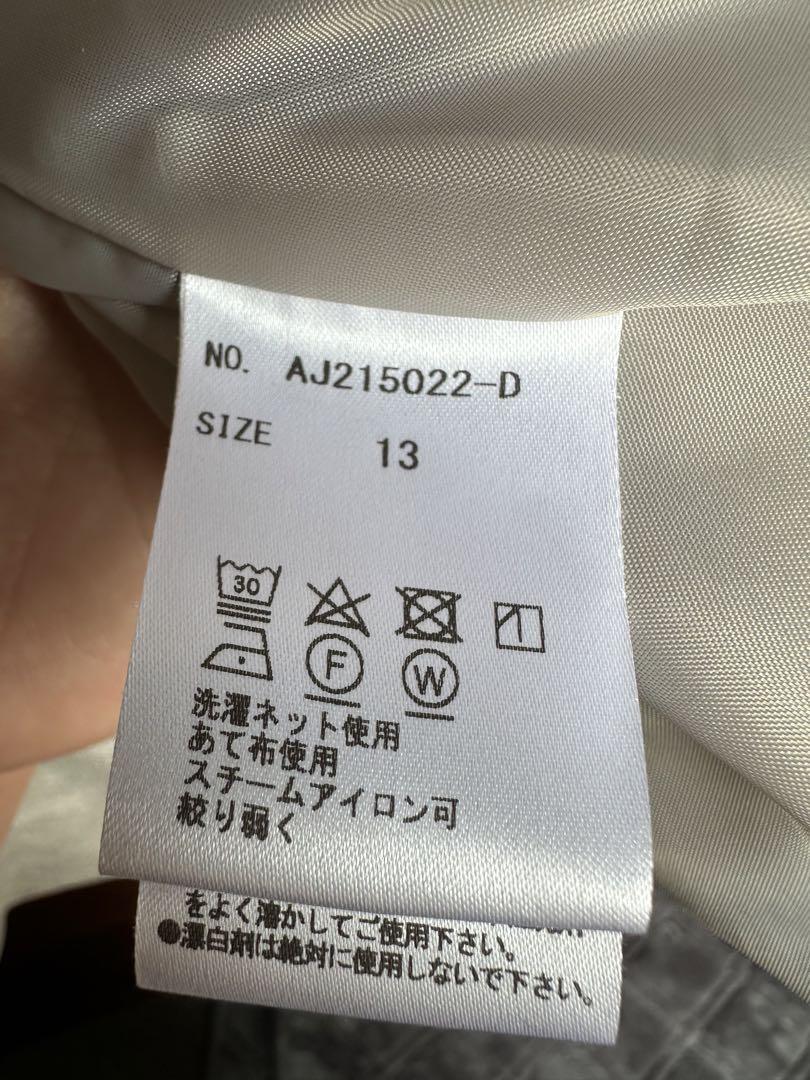 NO. AJ215022-D
SIZE 13
30
F W
洗濯ネット使用
あて布使用
スチームアイロン可
絞り弱く
をよく溶かしてご使用下さい。
●漂白剤は絶対に使用しないで下さい。